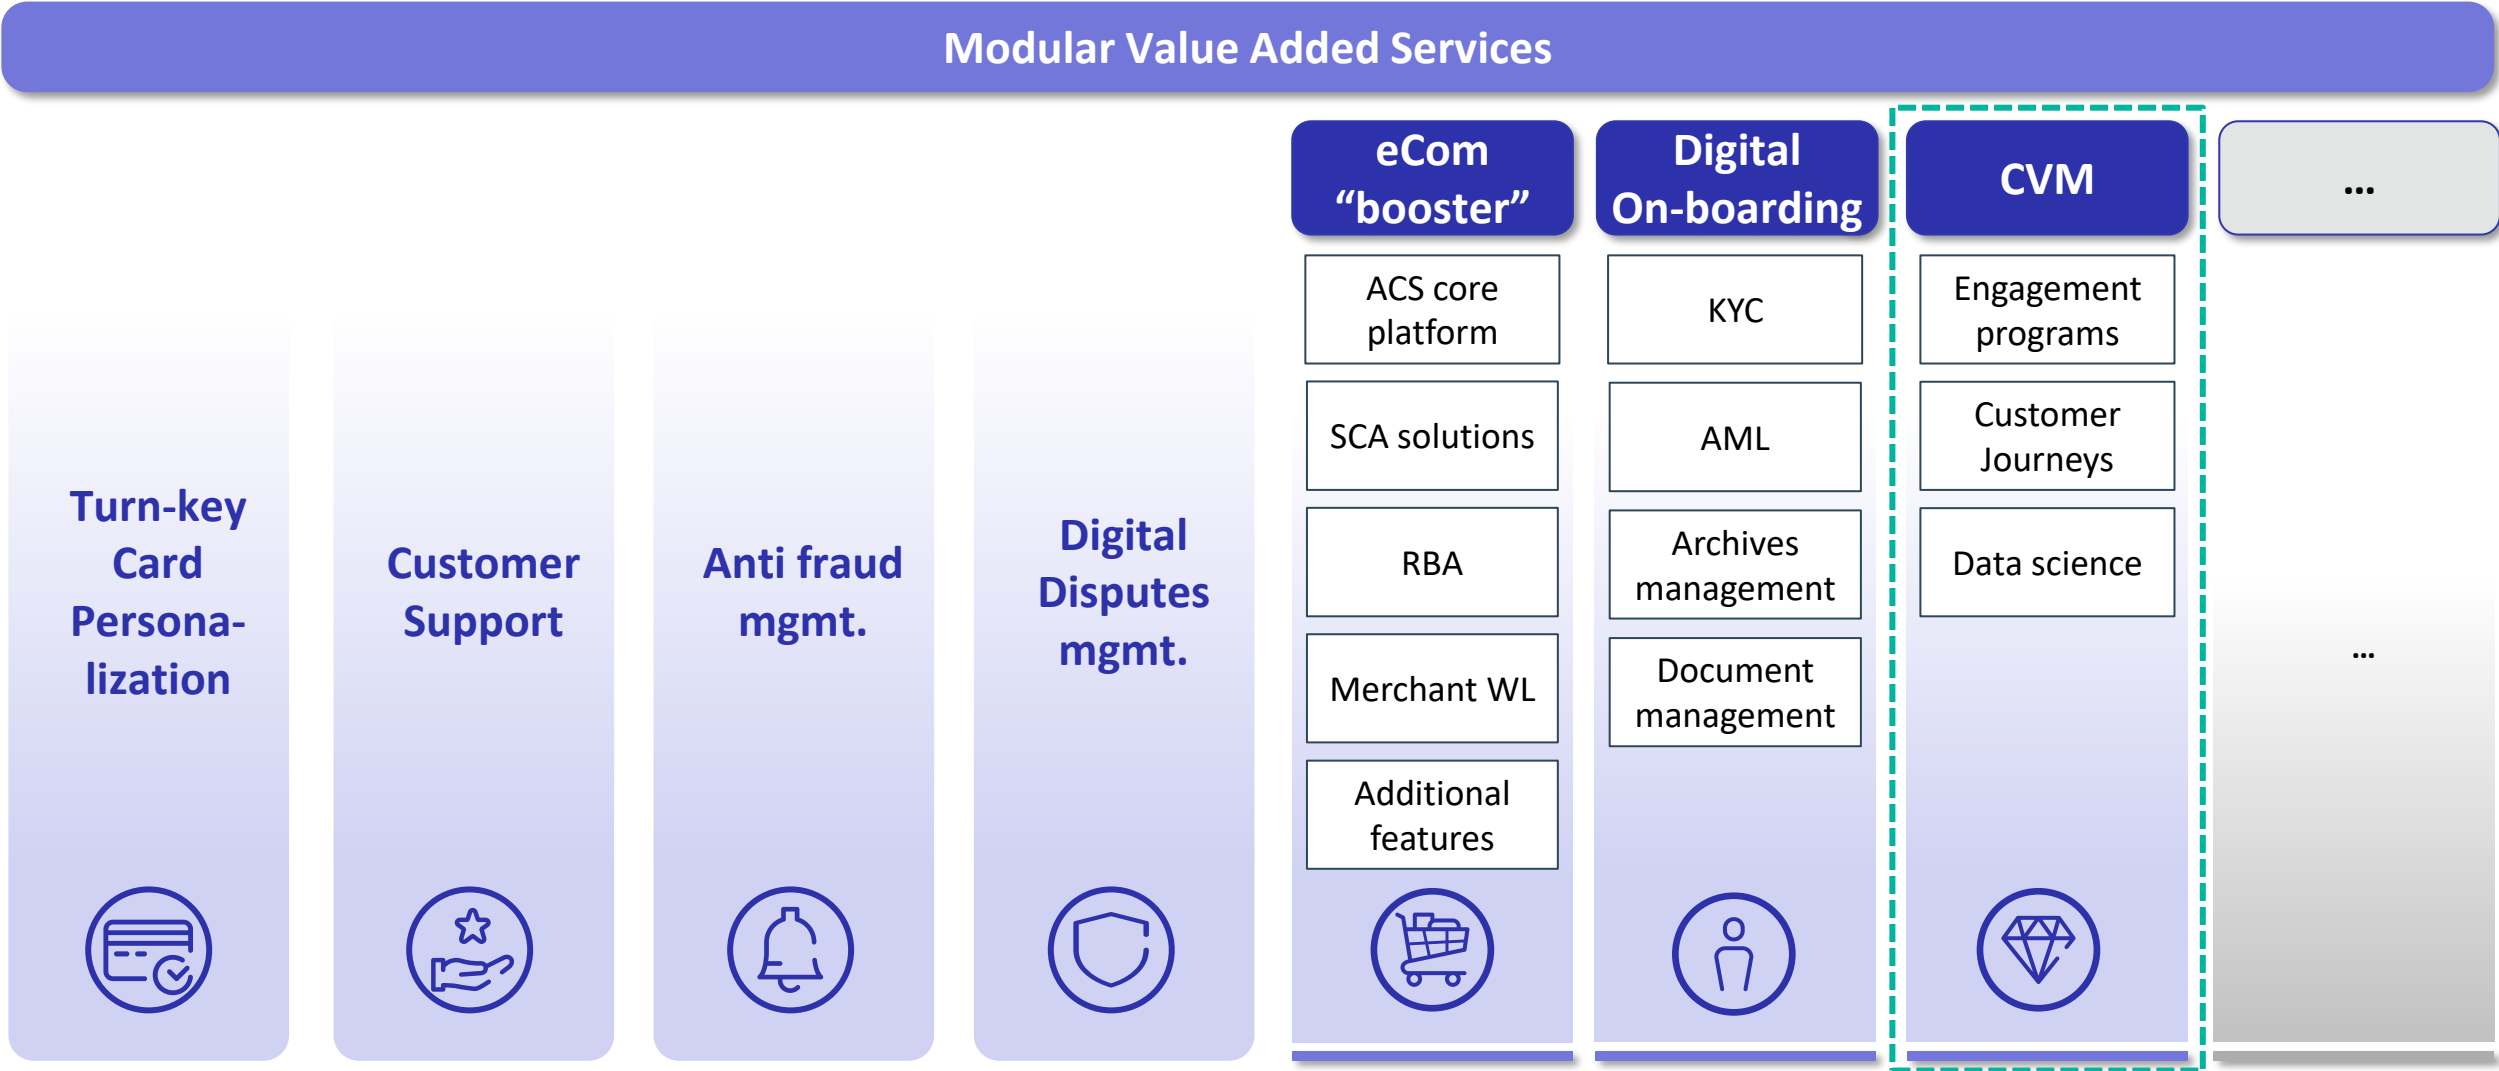 Modular Value Added Services
Turn-key
Card
Persona-
lization
Customer
Support
Anti fraud
mgmt.
Digital
Disputes
mgmt.
eCom
“booster”
ACS core
platform
SCA solutions
RBA
Merchant WL
Additional
features
Digital
On-boarding
KYC
AML
Archives
management
Document
management
CVM
Engagement
programs
Customer
Journeys
Data science
...
...